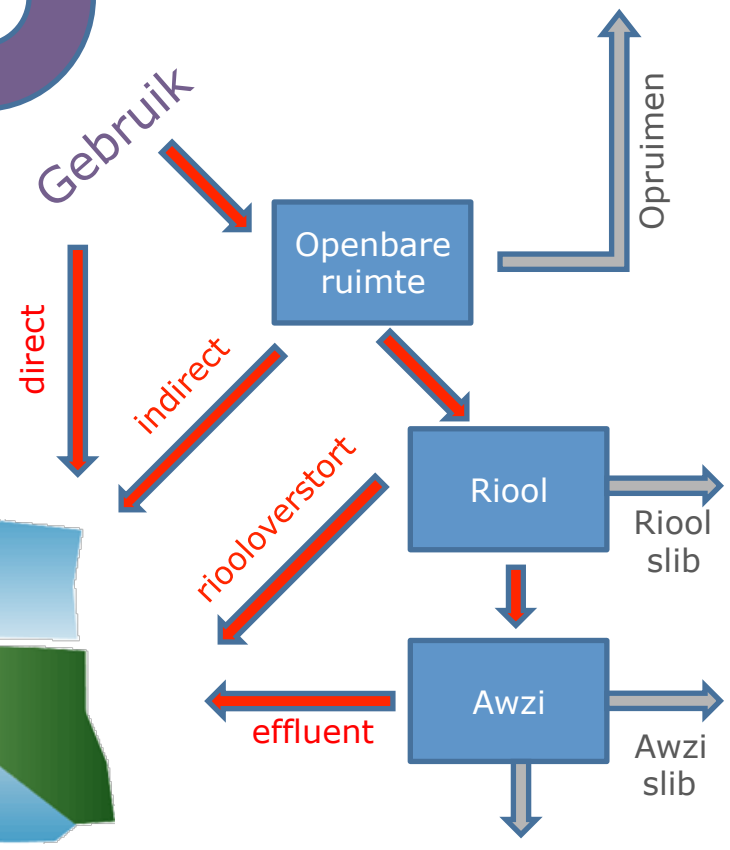 Gebruik
Opruimen
Openbare
ruimte
direct
indirect
riooloverstort
Riool
Riool
slib
Awzi
effluent
Awzi
slib